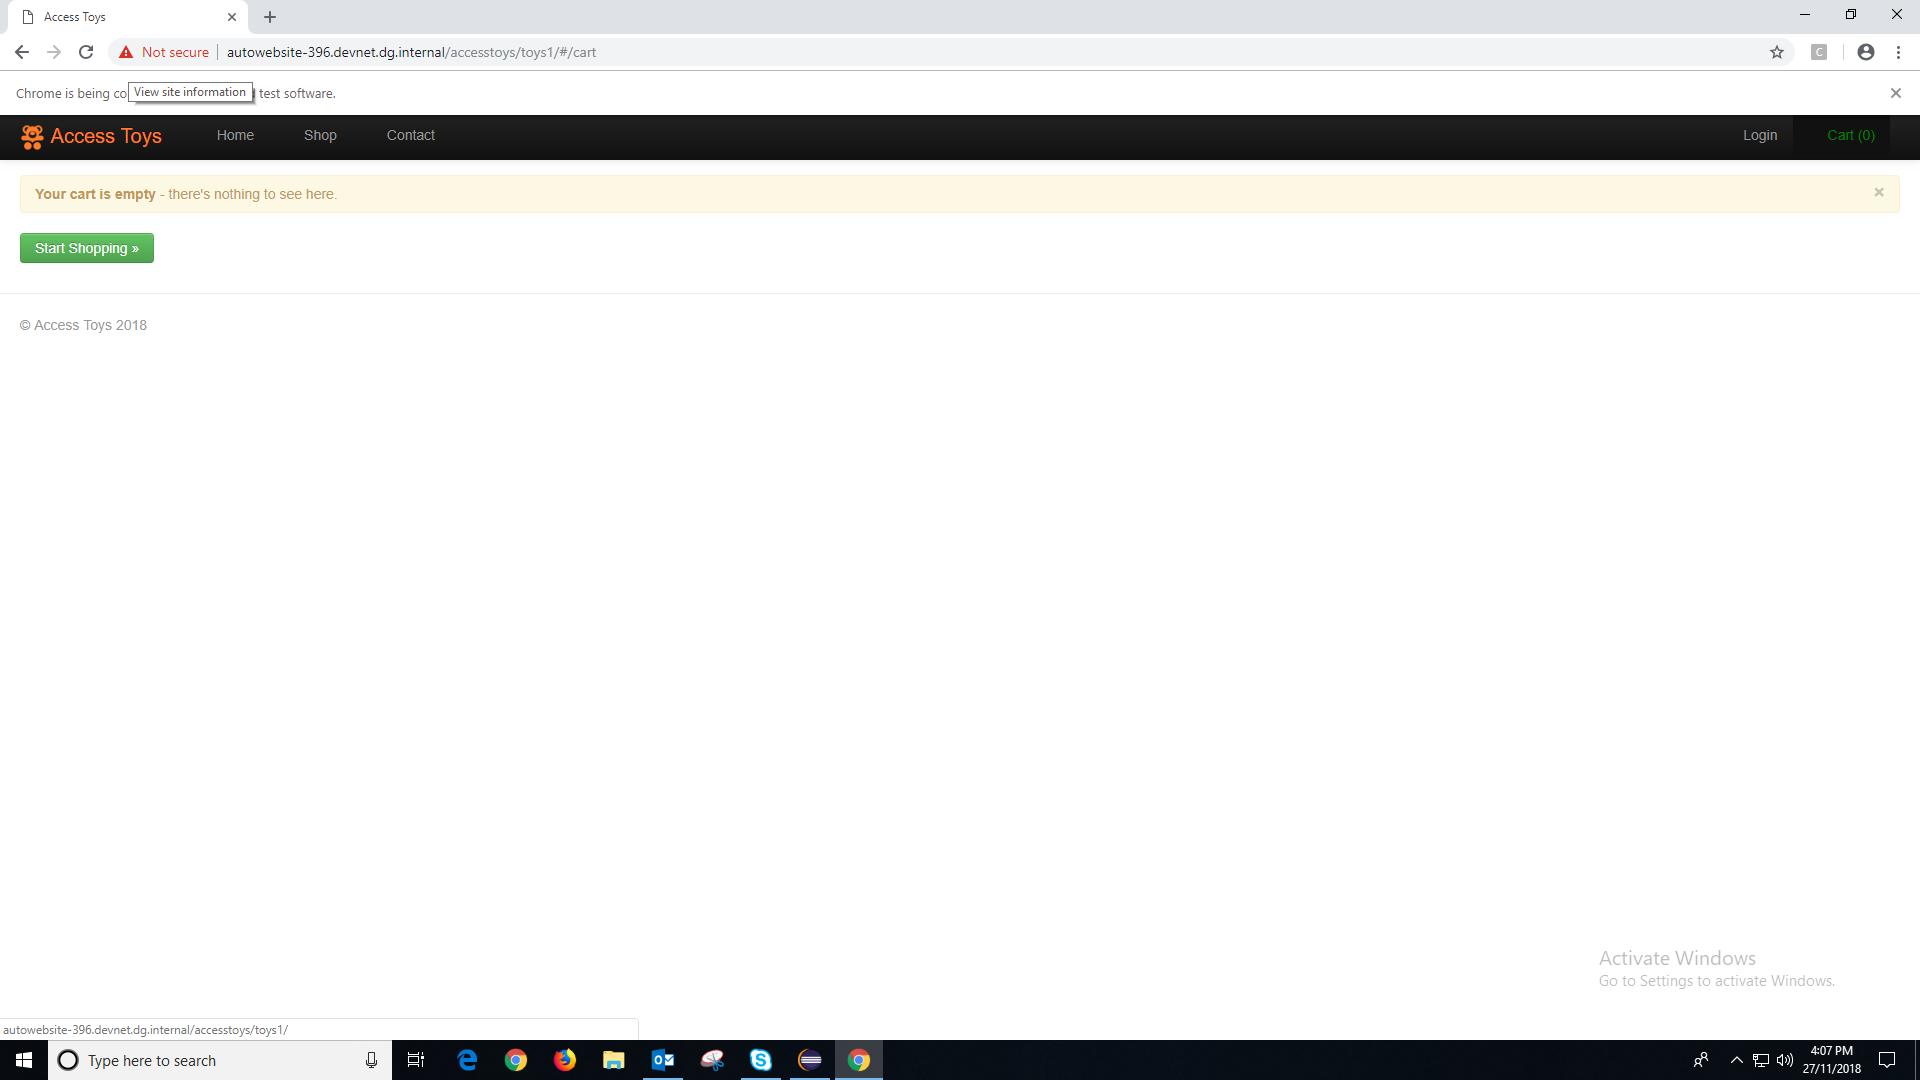 Access Toys
Not secure autowebsite-396.devnet.dg.internal/accesstoys/toys1/#/cart
C
Chrome is being co
View site information
test software.
Access Toys Home Shop Contact Login Cart (0)
Your cart is empty - there's nothing to see here.
Start Shopping »
© Access Toys 2018
Activate Windows
Go to Settings to activate Windows.
autowebsite-396.devnet.dg.internal/accesstoys/toys1/
Type here to search
4:07 PM
27/11/2018